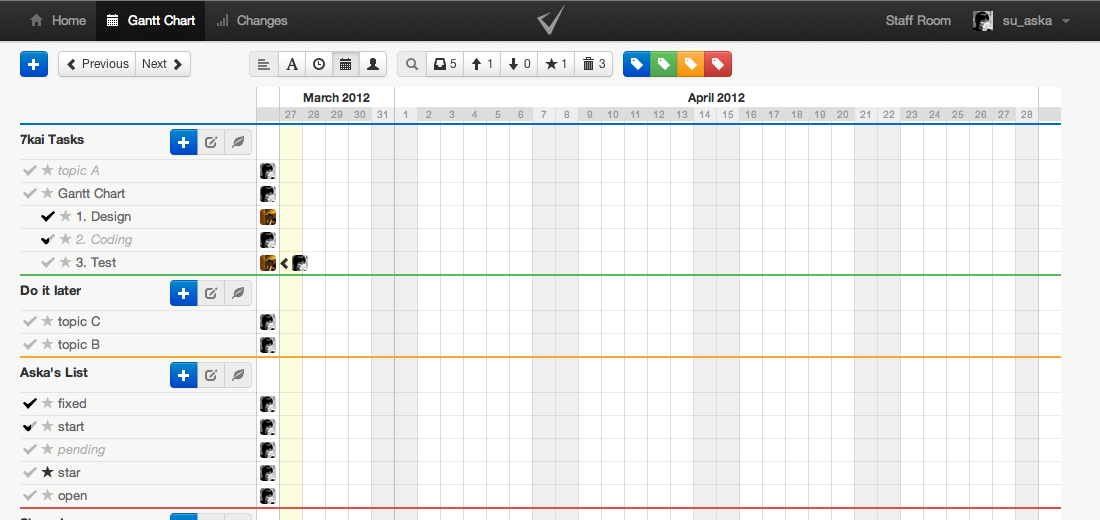 Home Gantt Chart Changes Staff Room su_aska
Previous Next A 5 1 0 1 3
March 2012 April 2012
27 28 29 30 31 1 2 3 4 5 6 7 8 9 10 11 12 13 14 15 16 17 18 19 20 21 22 23 24 25 26 27 28
7kai Tasks
topic A
Gantt Chart
1. Design
2. Coding
3. Test
Do it later
topic C
topic B
Aska's List
fixed
start
pending
star
open